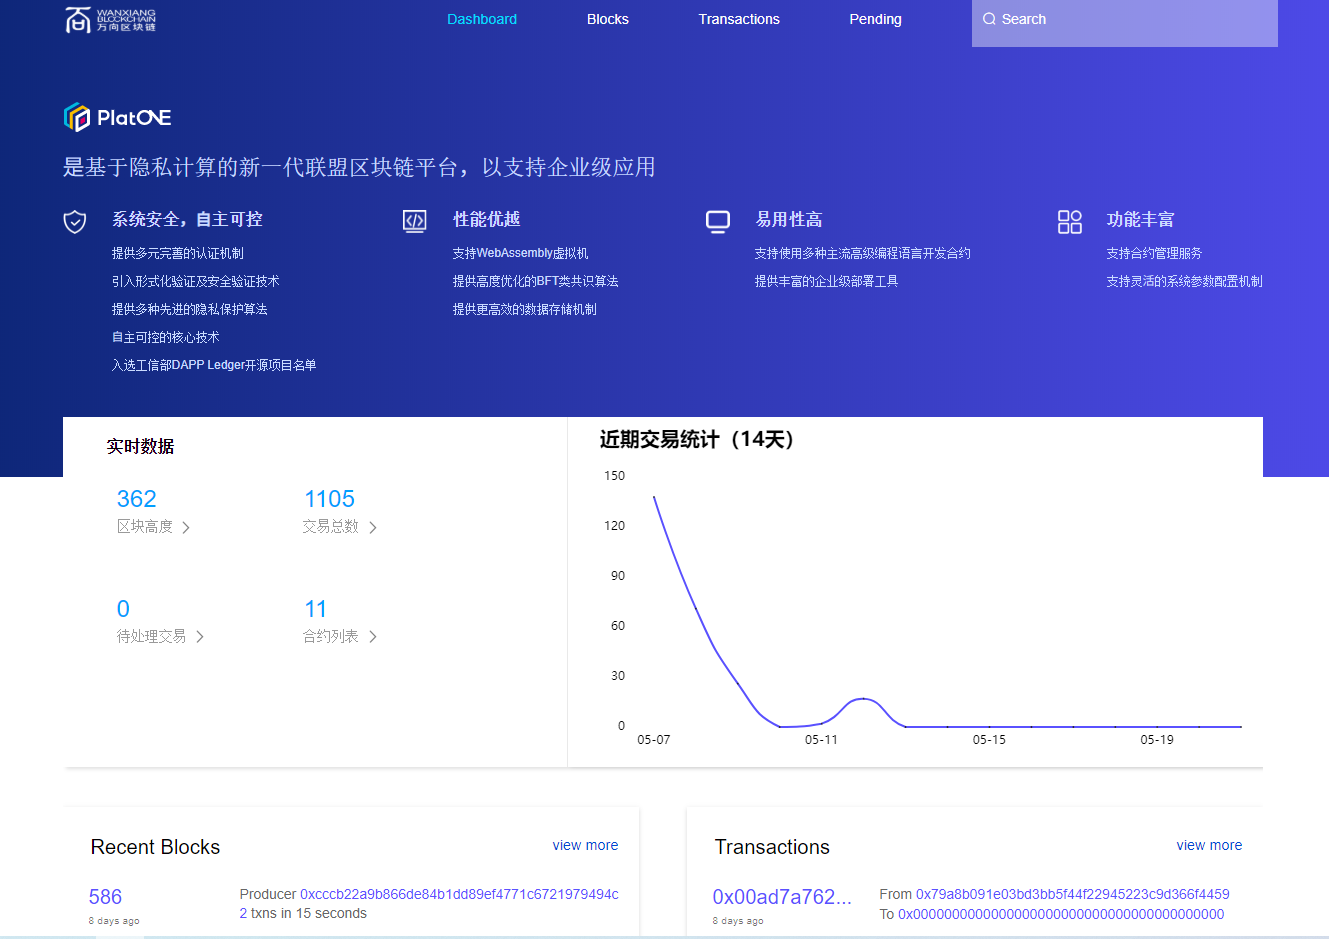 WANXIANG
BLOCKCHAIN
万向区块链
Dashboard
Blocks
Transactions
Pending
Search
PlatONE
是基于隐私计算的新一代联盟区块链平台，以支持企业级应用
系统安全，自主可控
提供多元完善的认证机制
引入形式化验证及安全验证技术
提供多种先进的隐私保护算法
自主可控的核心技术
入选工信部DAPP Ledger开源项目名单
性能优越
支持WebAssembly虚拟机
提供高度优化的BFT类共识算法
提供更高效的数据存储机制
易用性高
支持使用多种主流高级编程语言开发合约
提供丰富的企业级部署工具
功能丰富
支持合约管理服务
支持灵活的系统参数配置机制
实时数据
362
区块高度
1105
交易总数
0
待处理交易
11
合约列表
近期交易统计（14天）
150
120
90
60
30
0
05-07
05-11
05-15
05-19
Recent Blocks
view more
586
8 days ago
Producer 0xcccb22a9b866de84b1dd89ef4771c6721979494c
2 txns in 15 seconds
Transactions
view more
0x00ad7a762...
8 days ago
From 0x79a8b091e03bd3bb5f44f22945223c9d366f4459
To 0x0000000000000000000000000000000000000000